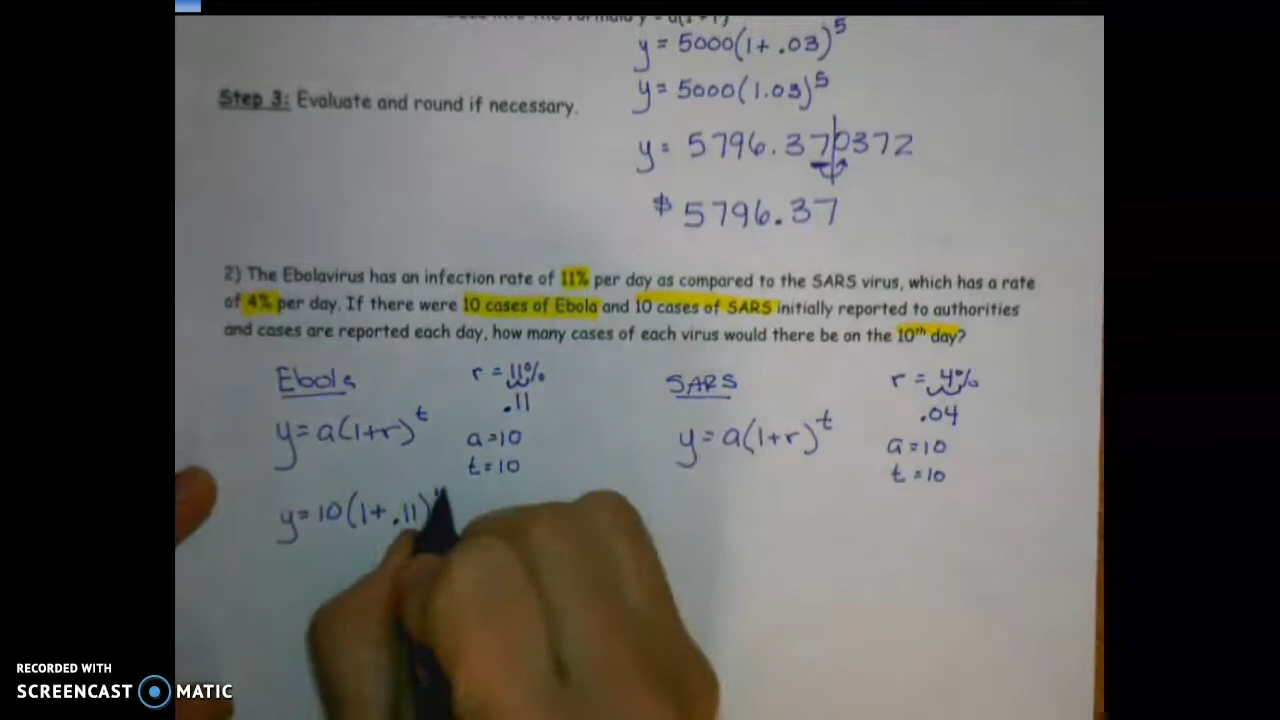 y = 5000(1 + .03)^5
y = 5000(1.03)^5
Step 3: Evaluate and round if necessary.
y = 5796.370372
$5796.37
2) The Ebolavirus has an infection rate of 11% per day as compared to the SARS virus, which has a rate
of 4% per day. If there were 10 cases of Ebola and 10 cases of SARS initially reported to authorities
and cases are reported each day, how many cases of each virus would there be on the 10th day?
Ebola
r = 11%
.11
y = a(1+r)^t
a = 10
t = 10
y = 10(1 + .11)
SARS
r = 4%
.04
y = a(1+r)^t
a = 10
t = 10
RECORDED WITH
SCREENCAST MATIC